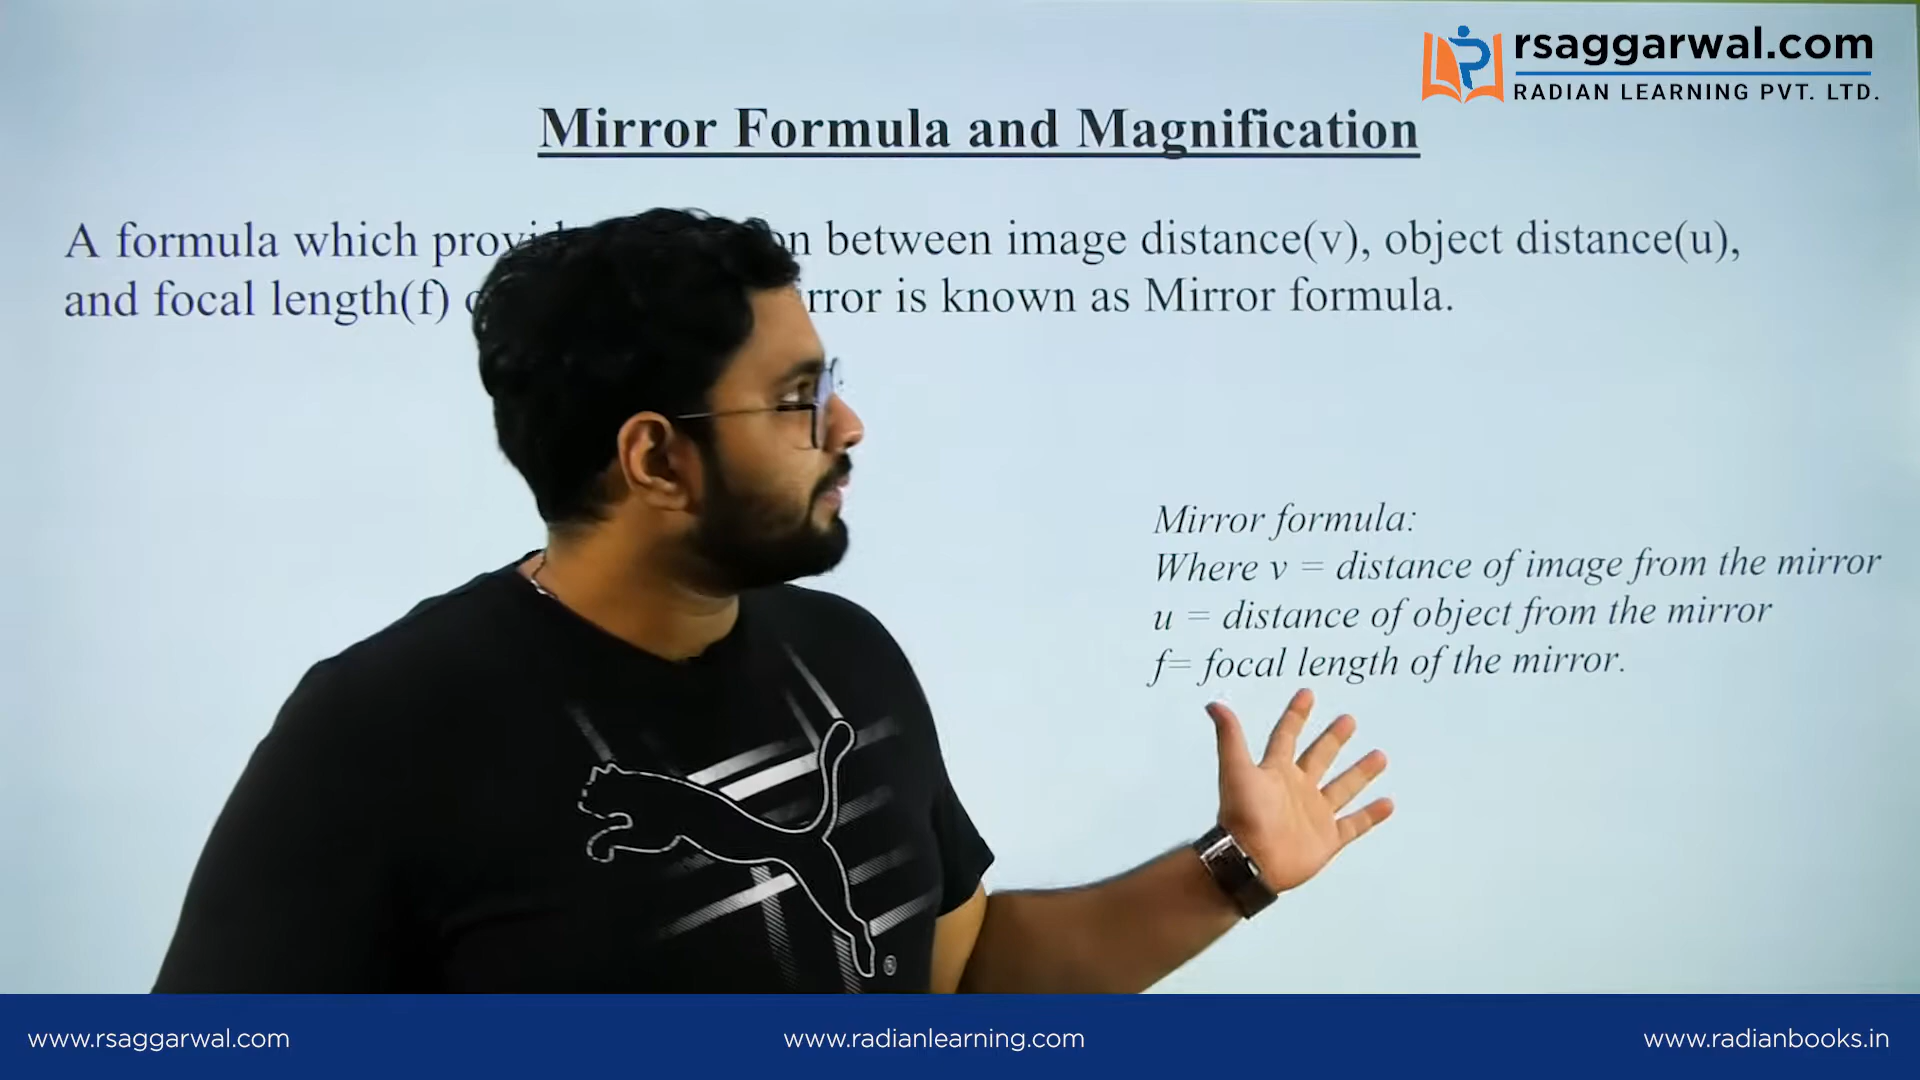 rsaggarwal.com
RADIAN LEARNING PVT. LTD.
Mirror Formula and Magnification
A formula which between image distance(v), object distance(u),
and focal length(f) is known as Mirror formula.
Mirror formula:
Where v = distance of image from the mirror
u = distance of object from the mirror
f= focal length of the mirror.
®
www.rsaggarwal.com
www.radianlearning.com
www.radianbooks.in